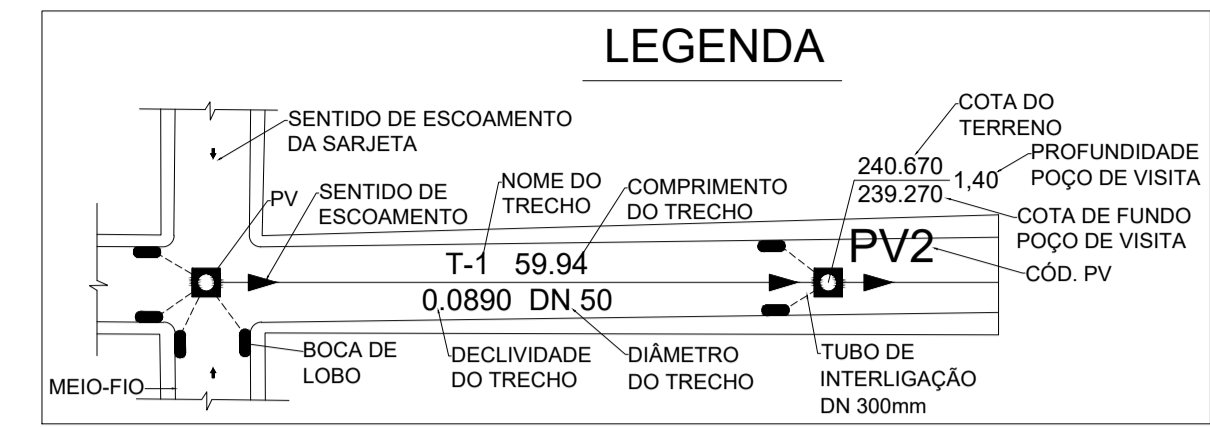 LEGENDA
SENTIDO DE ESCOAMENTO
DA SARJETA
PV
SENTIDO DE
ESCOAMENTO
NOME DO
TRECHO
COMPRIMENTO
DO TRECHO
COTA DO
TERRENO
240.670
239.270
1,40
PROFUNDIDADE
POÇO DE VISITA
COTA DE FUNDO
POÇO DE VISITA
PV2
CÓD. PV
T-1 59.94
0.0890 DN 50
MEIO-FIO
BOCA DE
LOBO
DECLIVIDADE
DO TRECHO
DIÂMETRO
DO TRECHO
TUBO DE
INTERLIGAÇÃO
DN 300mm